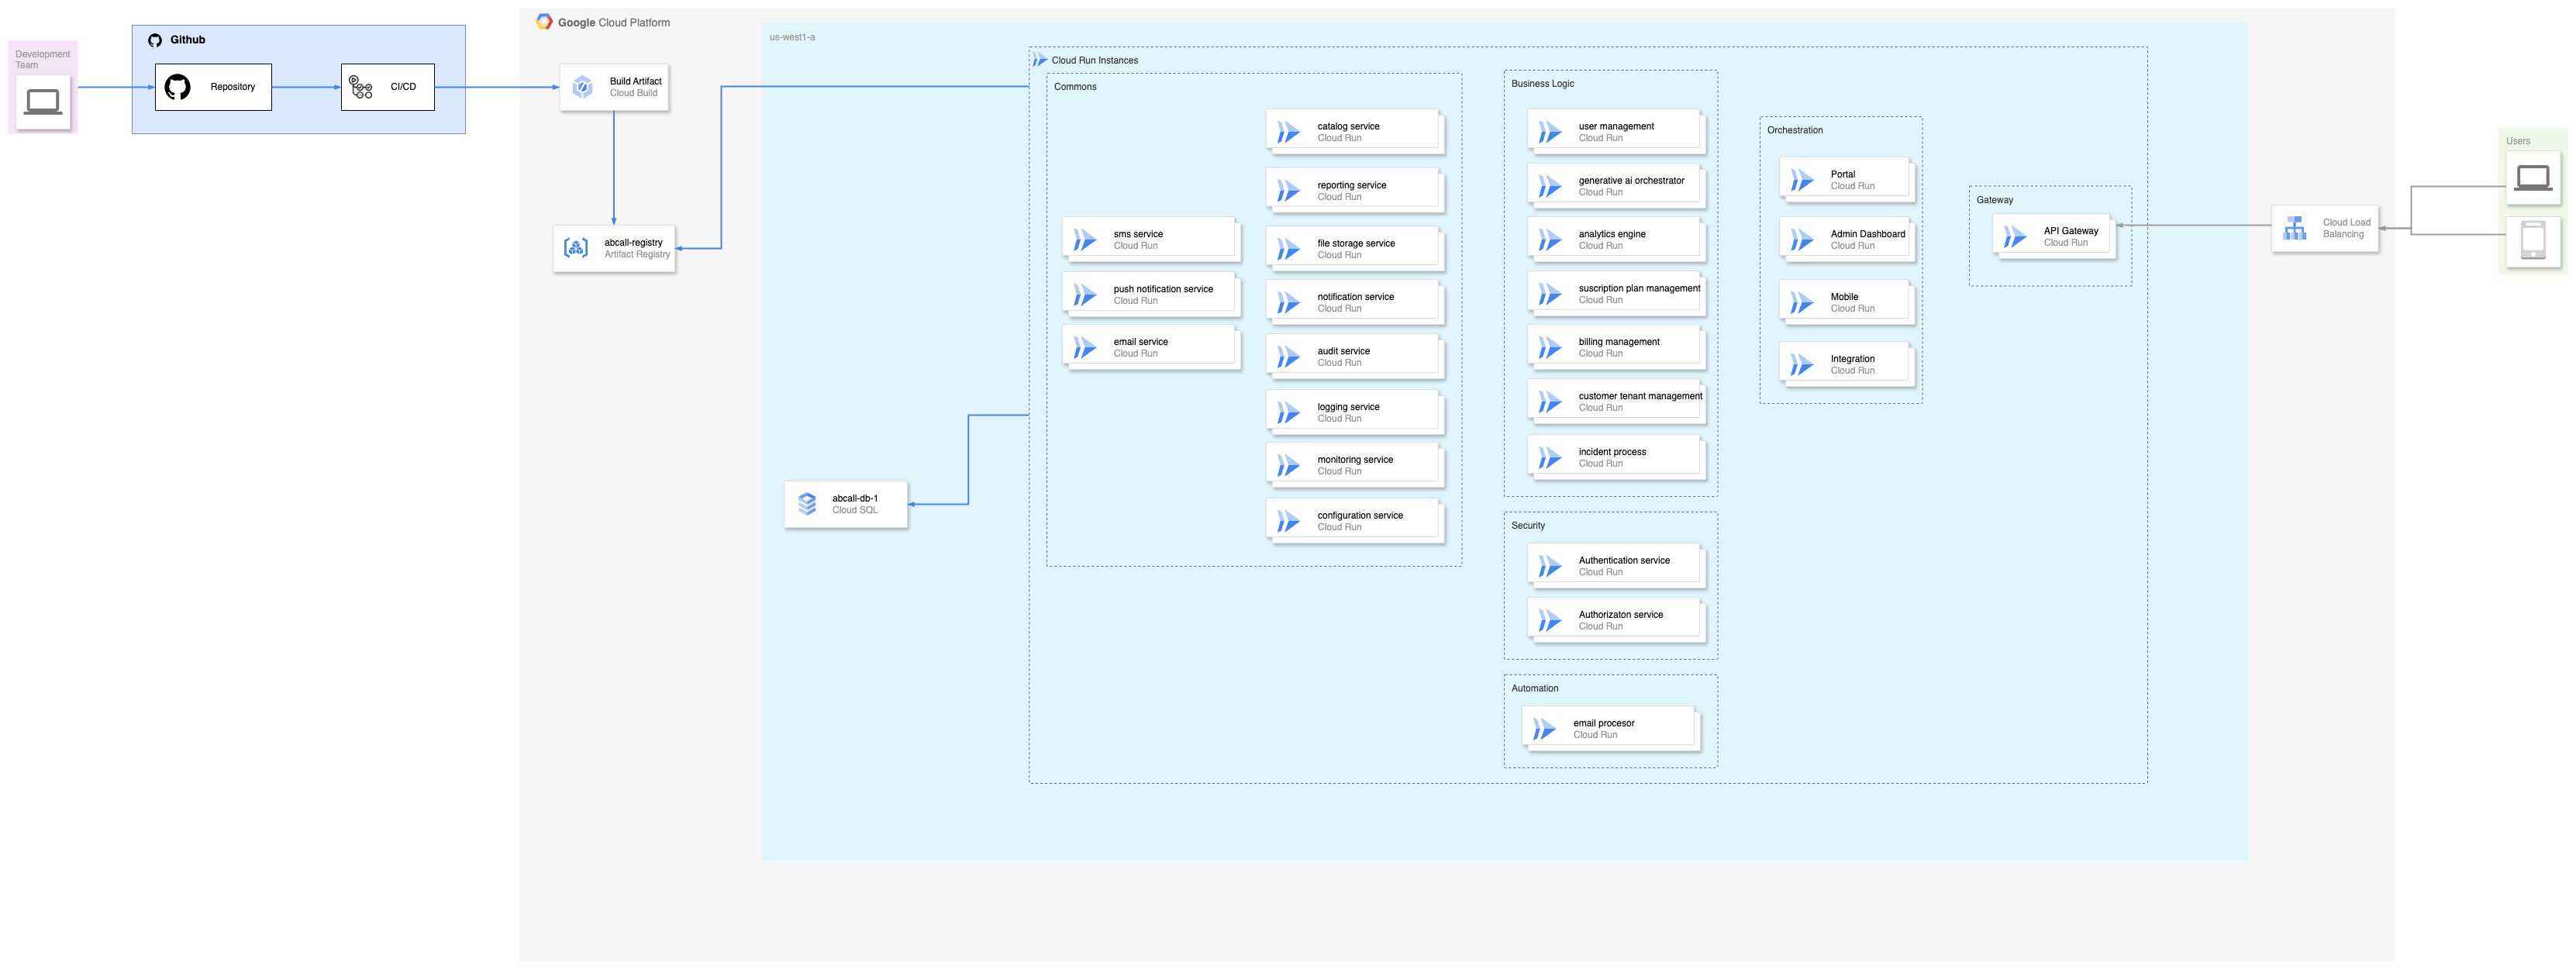 Development
Team
Github
Repository
CI/CD
Google Cloud Platform
Build Artifact
Cloud Build
abcall-registry
Artifact Registry
us-west1-a
abcall-db-1
Cloud SQL
Cloud Run Instances
Commons
sms service
Cloud Run
push notification service
Cloud Run
email service
Cloud Run
catalog service
Cloud Run
reporting service
Cloud Run
file storage service
Cloud Run
notification service
Cloud Run
audit service
Cloud Run
logging service
Cloud Run
monitoring service
Cloud Run
configuration service
Cloud Run
Business Logic
user management
Cloud Run
generative ai orchestrator
Cloud Run
analytics engine
Cloud Run
suscription plan management
Cloud Run
billing management
Cloud Run
customer tenant management
Cloud Run
incident process
Cloud Run
Security
Authentication service
Cloud Run
Authorizaton service
Cloud Run
Automation
email procesor
Cloud Run
Orchestration
Portal
Cloud Run
Admin Dashboard
Cloud Run
Mobile
Cloud Run
Integration
Cloud Run
Gateway
API Gateway
Cloud Run
Cloud Load
Balancing
Users